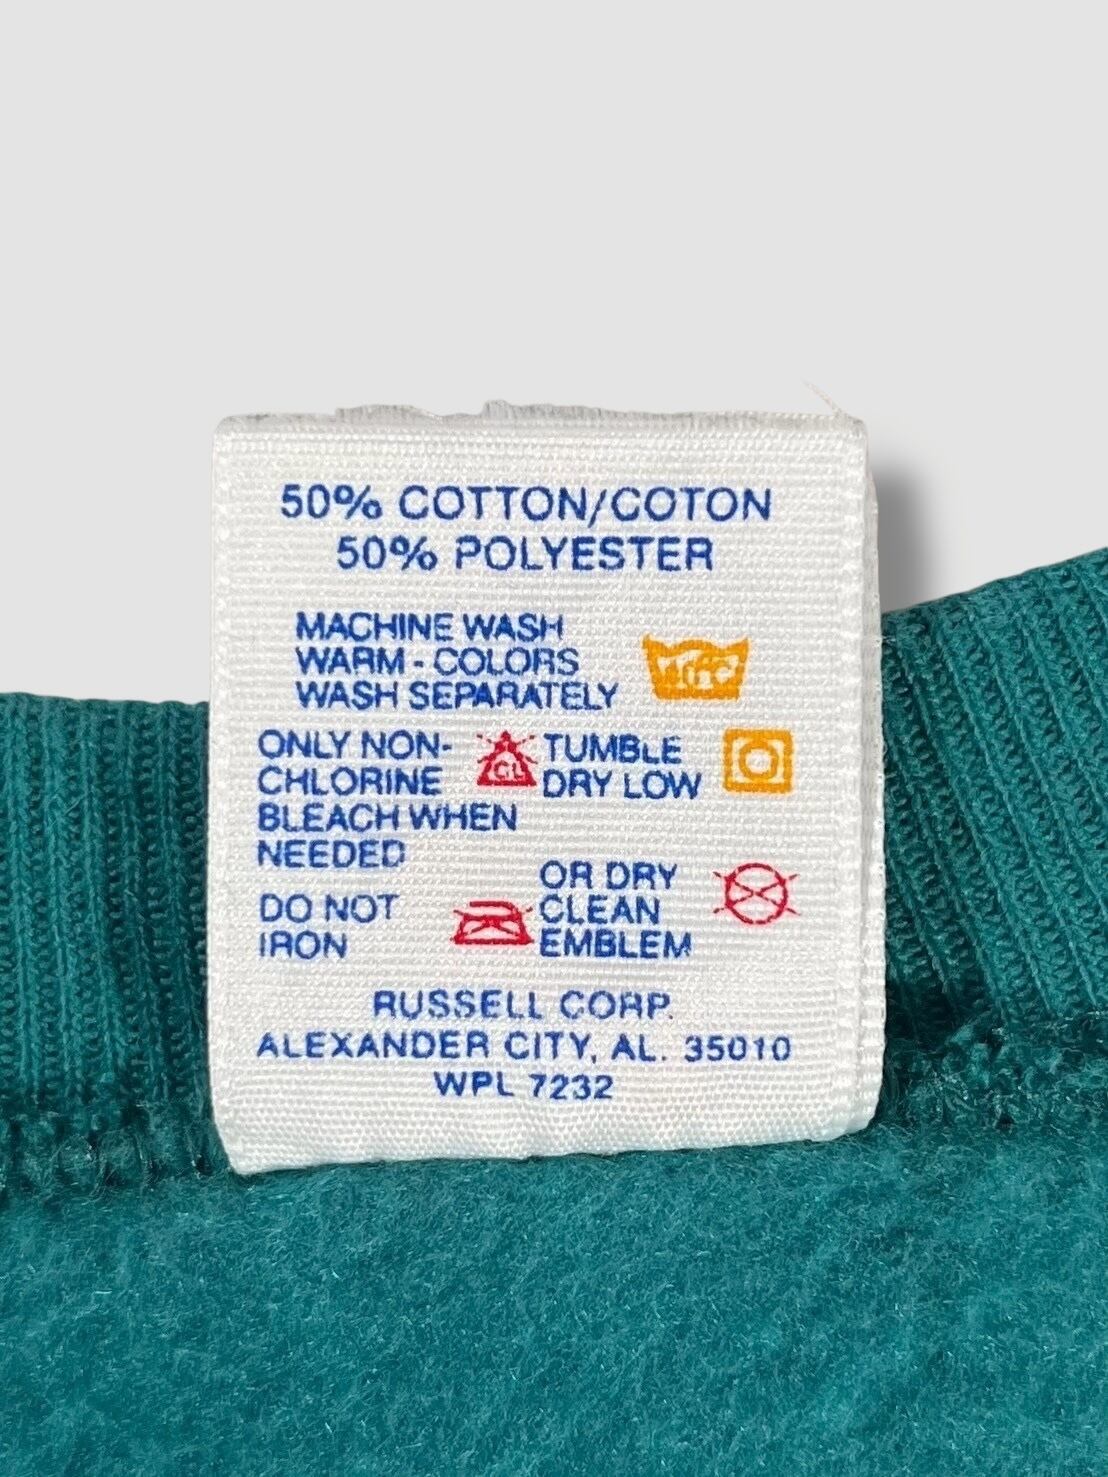 50% COTTON/COTON
50% POLYESTER
MACHINE WASH
WARM - COLORS
WASH SEPARATELY
ONLY NON-
CHLORINE
BLEACH WHEN
NEEDED
CL
TUMBLE
DRY LOW
DO NOT
IRON
OR DRY
CLEAN
EMBLEM
RUSSELL CORP.
ALEXANDER CITY, AL. 35010
WPL 7232